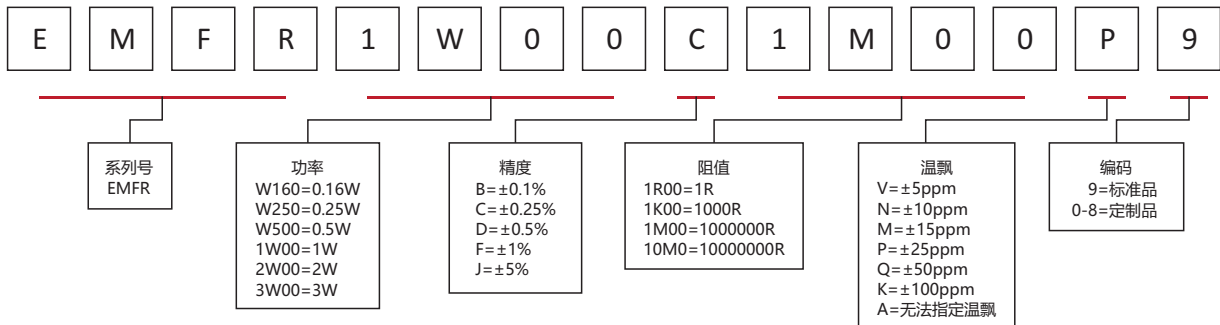 E M F R 1 W 0 0 C 1 M 0 0 P 9
系列号
EMFR
功率
W160=0.16W
W250=0.25W
W500=0.5W
1W00=1W
2W00=2W
3W00=3W
精度
B=±0.1%
C=±0.25%
D=±0.5%
F=±1%
J=±5%
阻值
1R00=1R
1K00=1000R
1M00=1000000R
10M0=10000000R
温飘
V=±5ppm
N=±10ppm
M=±15ppm
P=±25ppm
Q=±50ppm
K=±100ppm
A=无法指定温飘
编码
9=标准品
0-8=定制品